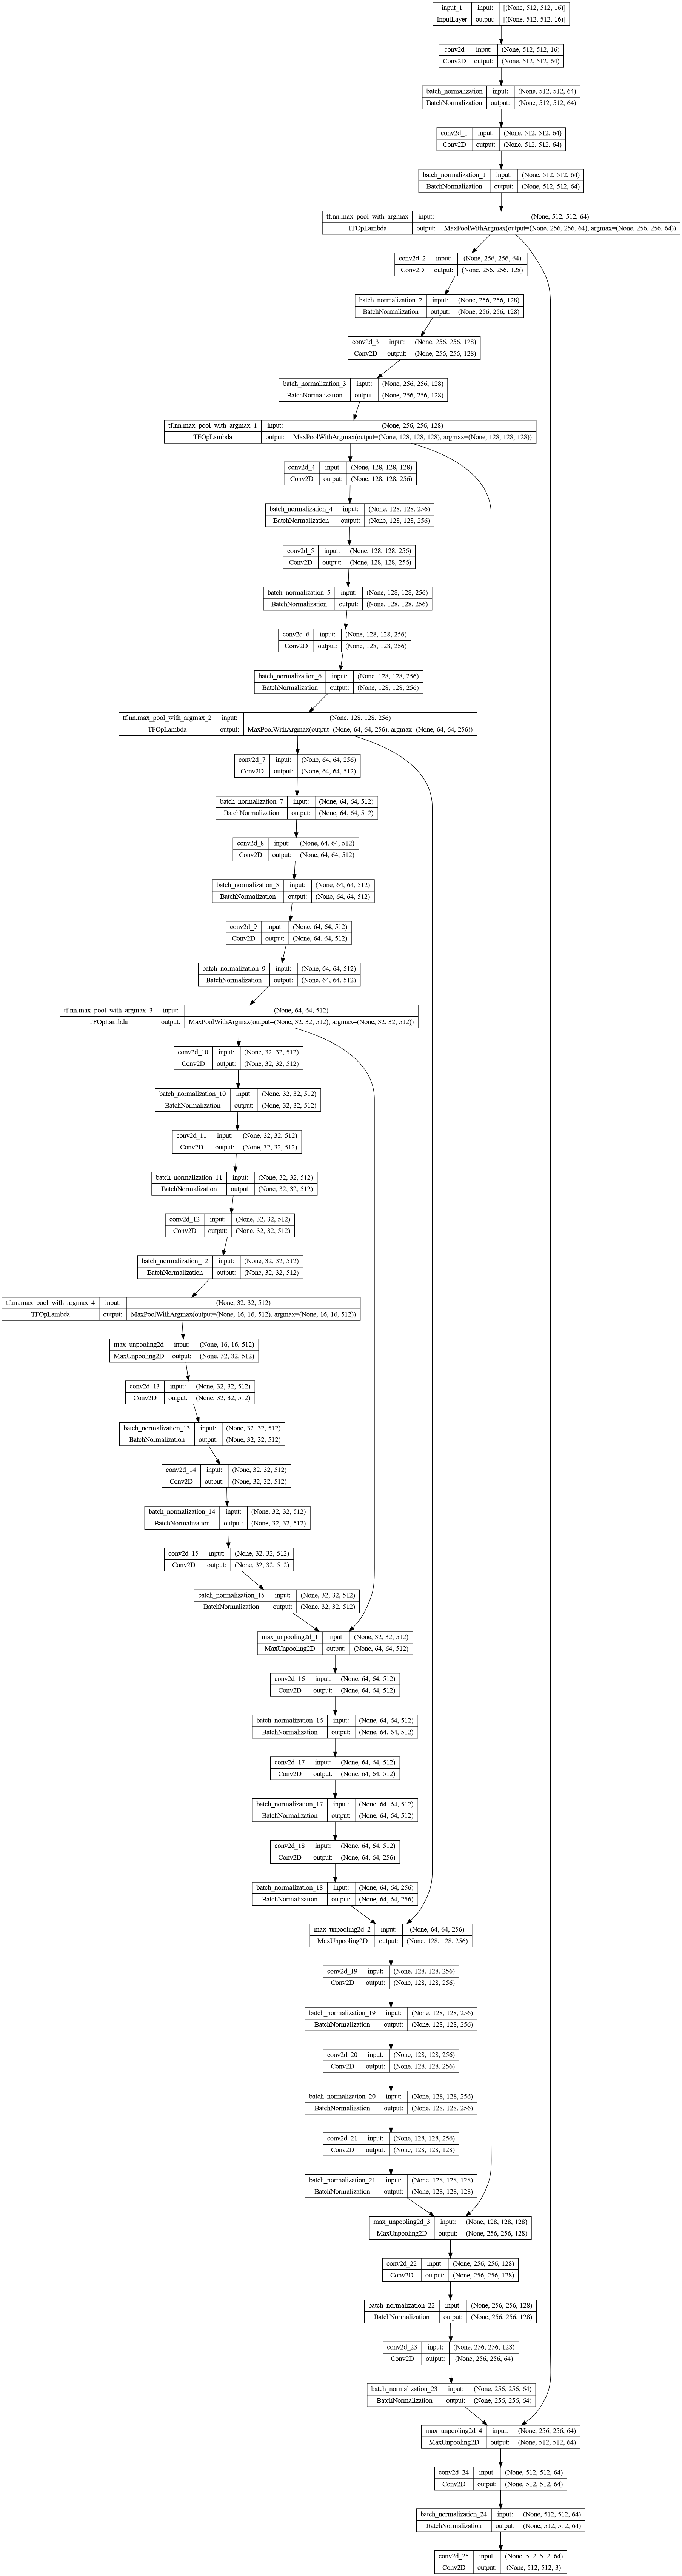 input_1 input: [(None, 512, 512, 16)]
InputLayer output: [(None, 512, 512, 16)]
conv2d input: (None, 512, 512, 16)
Conv2D output: (None, 512, 512, 64)
batch_normalization input: (None, 512, 512, 64)
BatchNormalization output: (None, 512, 512, 64)
conv2d_1 input: (None, 512, 512, 64)
Conv2D output: (None, 512, 512, 64)
batch_normalization_1 input: (None, 512, 512, 64)
BatchNormalization output: (None, 512, 512, 64)
tf.nn.max_pool_with_argmax input: (None, 512, 512, 64)
TFOpLambda output: MaxPoolWithArgmax(output=(None, 256, 256, 64), argmax=(None, 256, 256, 64))
conv2d_2 input: (None, 256, 256, 64)
Conv2D output: (None, 256, 256, 128)
batch_normalization_2 input: (None, 256, 256, 128)
BatchNormalization output: (None, 256, 256, 128)
conv2d_3 input: (None, 256, 256, 128)
Conv2D output: (None, 256, 256, 128)
batch_normalization_3 input: (None, 256, 256, 128)
BatchNormalization output: (None, 256, 256, 128)
tf.nn.max_pool_with_argmax_1 input: (None, 256, 256, 128)
TFOpLambda output: MaxPoolWithArgmax(output=(None, 128, 128, 128), argmax=(None, 128, 128, 128))
conv2d_4 input: (None, 128, 128, 128)
Conv2D output: (None, 128, 128, 256)
batch_normalization_4 input: (None, 128, 128, 256)
BatchNormalization output: (None, 128, 128, 256)
conv2d_5 input: (None, 128, 128, 256)
Conv2D output: (None, 128, 128, 256)
batch_normalization_5 input: (None, 128, 128, 256)
BatchNormalization output: (None, 128, 128, 256)
conv2d_6 input: (None, 128, 128, 256)
Conv2D output: (None, 128, 128, 256)
batch_normalization_6 input: (None, 128, 128, 256)
BatchNormalization output: (None, 128, 128, 256)
tf.nn.max_pool_with_argmax_2 input: (None, 128, 128, 256)
TFOpLambda output: MaxPoolWithArgmax(output=(None, 64, 64, 256), argmax=(None, 64, 64, 256))
conv2d_7 input: (None, 64, 64, 256)
Conv2D output: (None, 64, 64, 512)
batch_normalization_7 input: (None, 64, 64, 512)
BatchNormalization output: (None, 64, 64, 512)
conv2d_8 input: (None, 64, 64, 512)
Conv2D output: (None, 64, 64, 512)
batch_normalization_8 input: (None, 64, 64, 512)
BatchNormalization output: (None, 64, 64, 512)
conv2d_9 input: (None, 64, 64, 512)
Conv2D output: (None, 64, 64, 512)
batch_normalization_9 input: (None, 64, 64, 512)
BatchNormalization output: (None, 64, 64, 512)
tf.nn.max_pool_with_argmax_3 input: (None, 64, 64, 512)
TFOpLambda output: MaxPoolWithArgmax(output=(None, 32, 32, 512), argmax=(None, 32, 32, 512))
conv2d_10 input: (None, 32, 32, 512)
Conv2D output: (None, 32, 32, 512)
batch_normalization_10 input: (None, 32, 32, 512)
BatchNormalization output: (None, 32, 32, 512)
conv2d_11 input: (None, 32, 32, 512)
Conv2D output: (None, 32, 32, 512)
batch_normalization_11 input: (None, 32, 32, 512)
BatchNormalization output: (None, 32, 32, 512)
conv2d_12 input: (None, 32, 32, 512)
Conv2D output: (None, 32, 32, 512)
batch_normalization_12 input: (None, 32, 32, 512)
BatchNormalization output: (None, 32, 32, 512)
tf.nn.max_pool_with_argmax_4 input: (None, 32, 32, 512)
TFOpLambda output: MaxPoolWithArgmax(output=(None, 16, 16, 512), argmax=(None, 16, 16, 512))
max_unpooling2d input: (None, 16, 16, 512)
MaxUnpooling2D output: (None, 32, 32, 512)
conv2d_13 input: (None, 32, 32, 512)
Conv2D output: (None, 32, 32, 512)
batch_normalization_13 input: (None, 32, 32, 512)
BatchNormalization output: (None, 32, 32, 512)
conv2d_14 input: (None, 32, 32, 512)
Conv2D output: (None, 32, 32, 512)
batch_normalization_14 input: (None, 32, 32, 512)
BatchNormalization output: (None, 32, 32, 512)
conv2d_15 input: (None, 32, 32, 512)
Conv2D output: (None, 32, 32, 512)
batch_normalization_15 input: (None, 32, 32, 512)
BatchNormalization output: (None, 32, 32, 512)
max_unpooling2d_1 input: (None, 32, 32, 512)
MaxUnpooling2D output: (None, 64, 64, 512)
conv2d_16 input: (None, 64, 64, 512)
Conv2D output: (None, 64, 64, 512)
batch_normalization_16 input: (None, 64, 64, 512)
BatchNormalization output: (None, 64, 64, 512)
conv2d_17 input: (None, 64, 64, 512)
Conv2D output: (None, 64, 64, 512)
batch_normalization_17 input: (None, 64, 64, 512)
BatchNormalization output: (None, 64, 64, 512)
conv2d_18 input: (None, 64, 64, 512)
Conv2D output: (None, 64, 64, 256)
batch_normalization_18 input: (None, 64, 64, 256)
BatchNormalization output: (None, 64, 64, 256)
max_unpooling2d_2 input: (None, 64, 64, 256)
MaxUnpooling2D output: (None, 128, 128, 256)
conv2d_19 input: (None, 128, 128, 256)
Conv2D output: (None, 128, 128, 256)
batch_normalization_19 input: (None, 128, 128, 256)
BatchNormalization output: (None, 128, 128, 256)
conv2d_20 input: (None, 128, 128, 256)
Conv2D output: (None, 128, 128, 256)
batch_normalization_20 input: (None, 128, 128, 256)
BatchNormalization output: (None, 128, 128, 256)
conv2d_21 input: (None, 128, 128, 256)
Conv2D output: (None, 128, 128, 128)
batch_normalization_21 input: (None, 128, 128, 128)
BatchNormalization output: (None, 128, 128, 128)
max_unpooling2d_3 input: (None, 128, 128, 128)
MaxUnpooling2D output: (None, 256, 256, 128)
conv2d_22 input: (None, 256, 256, 128)
Conv2D output: (None, 256, 256, 128)
batch_normalization_22 input: (None, 256, 256, 128)
BatchNormalization output: (None, 256, 256, 128)
conv2d_23 input: (None, 256, 256, 128)
Conv2D output: (None, 256, 256, 64)
batch_normalization_23 input: (None, 256, 256, 64)
BatchNormalization output: (None, 256, 256, 64)
max_unpooling2d_4 input: (None, 256, 256, 64)
MaxUnpooling2D output: (None, 512, 512, 64)
conv2d_24 input: (None, 512, 512, 64)
Conv2D output: (None, 512, 512, 64)
batch_normalization_24 input: (None, 512, 512, 64)
BatchNormalization output: (None, 512, 512, 64)
conv2d_25 input: (None, 512, 512, 64)
Conv2D output: (None, 512, 512, 3)